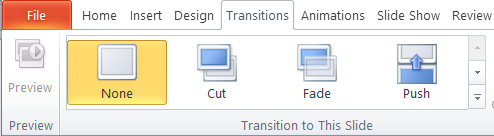 File Home Insert Design Transitions Animations Slide Show Review
Preview None Cut Fade Push
Preview Transition to This Slide